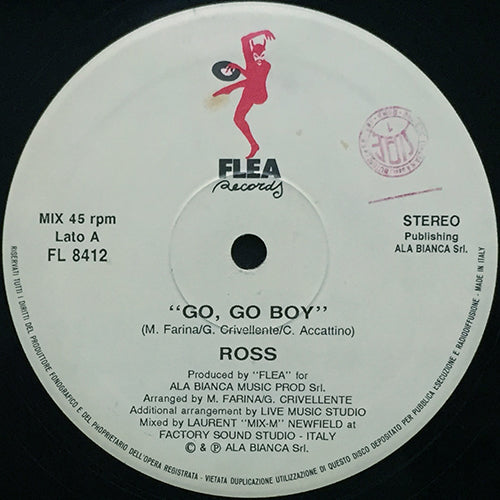 FLEA
Records
MIX 45 rpm
Lato A
FL 8412
STEREO
Publishing
ALA BIANCA Srl.
"GO, GO BOY"
(M. Farina/G. Crivellente/C. Accattino)
ROSS
Produced by "FLEA" for
ALA BIANCA MUSIC PROD Srl.
Arranged by M. FARINA/G. CRIVELLENTE
Additional arrangement by LIVE MUSIC STUDIO
Mixed by LAURENT "MIX-M" NEWFIELD at
FACTORY SOUND STUDIO - ITALY
© & ℗ ALA BIANCA Srl.
RISERVATI TUTTI I DIRITTI DEL PRODUTTORE FONOGRAFICO E DEL PROPRIETARIO DELL'OPERA REGISTRATA - VIETATA DUPLICAZIONE UTILIZZAZIONE DI QUESTO DISCO DEPOSITATO PER PUBBLICA ESECUZIONE E RADIODIFFUSIONE - MADE IN ITALY
SIAE